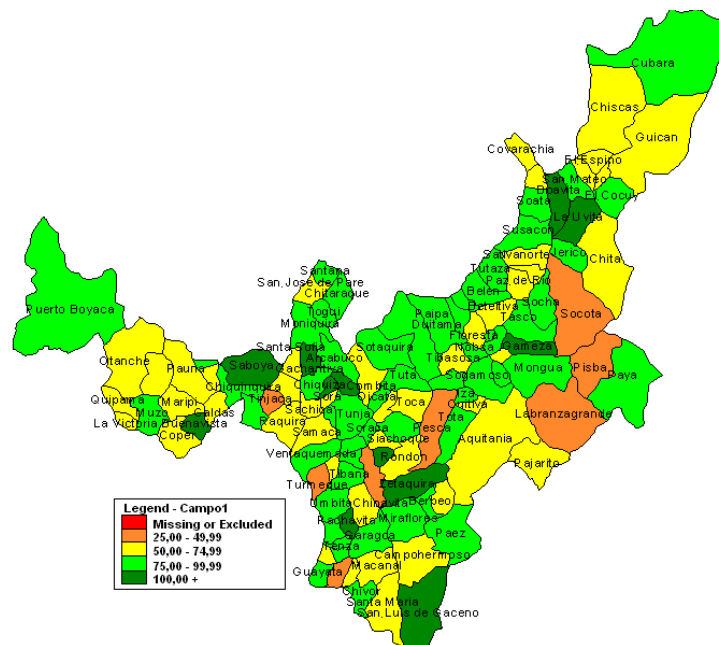 Cubara
Chiscas
Guican
Covarachia
El Espino
San Mateo
Boavita
Soata
El Cocuy
La Uvita
Susacon
Jerico
Chita
Tutaza
Paz de Rio
Belen
Socha
Socota
Santana
San Jose de Pare
Chitaraque
Togui
Moniquira
Puerto Boyaca
Paipa
Duitama
Tasco
Floresta
Nobsa
Gameza
Santa Sofia
Arcabuco
Sotaquira
Tibasosa
Mongua
Pisba
Paya
Otanche
Pauna
Saboya
Gachantiva
Chiquiza
Combita
Tuta
Sogamoso
Chiquinquira
Tinjaca
Sora
Oicata
Toca
Iza
Cuitiva
Quipama
Muzo
Maripi
Caldas
Sachica
Tunja
Pesca
Tota
Labranzagrande
La Victoria
Buenavista
Raquira
Samaca
Soraca
Siachoque
Aquitania
Coper
Ventaquemada
Rondon
Pajarito
Tibana
Turmeque
Zetaquira
Umbita
Chinavita
Berbeo
Pachavita
Miraflores
Garagoa
Paez
Tenza
Campohermoso
Guayata
Macanal
Chivor
Santa Maria
San Luis de Gaceno
Legend - Campo1
Missing or Excluded
25,00 - 49,99
50,00 - 74,99
75,00 - 99,99
100,00 +